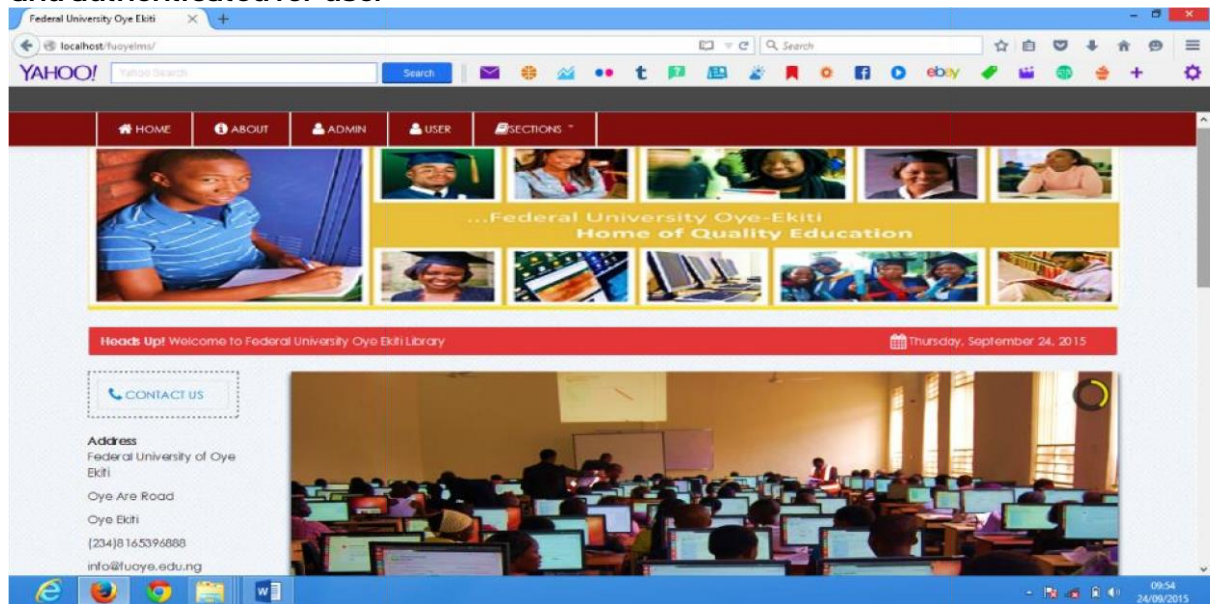 and authenticated for user
Federal University Oye Ekiti
localhost/fuoyelms/
Search
YAHOO!
Yahoo Search
Search
ebay
HOME
ABOUT
ADMIN
USER
SECTIONS
...Federal University Oye-Ekiti
Home of Quality Education
Heads Up! Welcome to Federal University Oye Ekiti Library
Thursday, September 24, 2015
CONTACT US
Address
Federal University of Oye
Ekiti
Oye Are Road
Oye Ekiti
(234)8165396888
info@fuoye.edu.ng
09:54
24/09/2015